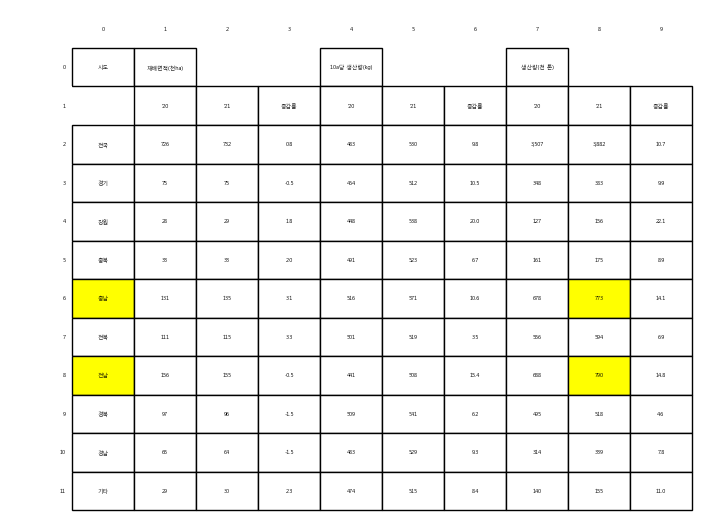 0 1 2 3 4 5 6 7 8 9
0 시도 재배면적(천ha) 10a당 생산량(kg) 생산량(천 톤)
1 '20 '21 증감률 '20 '21 증감률 '20 '21 증감률
2 전국 726 732 0.8 483 530 9.8 3,507 3,882 10.7
3 경기 75 75 -0.5 464 512 10.5 348 383 9.9
4 강원 28 29 1.8 448 538 20.0 127 156 22.1
5 충북 33 33 2.0 491 523 6.7 161 175 8.9
6 충남 131 135 3.1 516 571 10.6 678 773 14.1
7 전북 111 115 3.3 501 519 3.5 556 594 6.9
8 전남 156 155 -0.5 441 508 15.4 688 790 14.8
9 경북 97 96 -1.5 509 541 6.2 495 518 4.6
10 경남 65 64 -1.5 483 529 9.3 314 339 7.8
11 기타 29 30 2.3 474 515 8.4 140 155 11.0